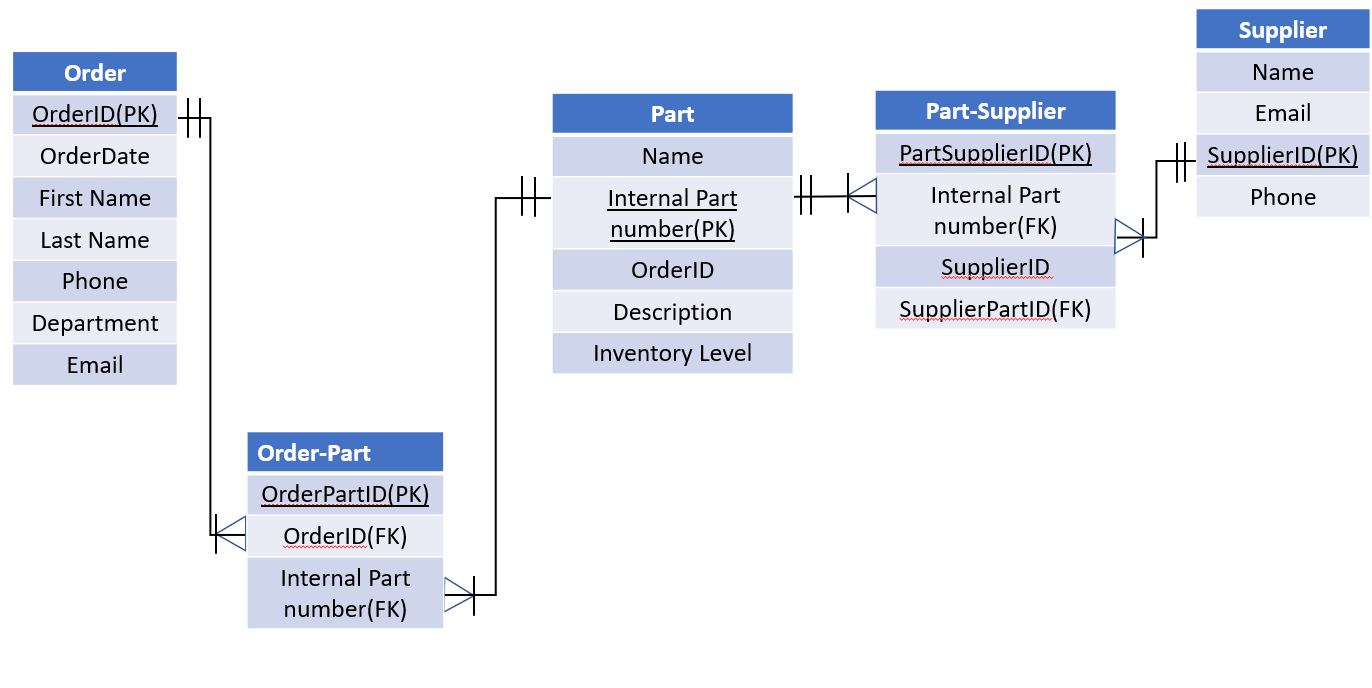 Order
OrderID(PK)
OrderDate
First Name
Last Name
Phone
Department
Email
Order-Part
OrderPartID(PK)
OrderID(FK)
Internal Part
number(FK)
Part
Name
Internal Part
number(PK)
OrderID
Description
Inventory Level
Part-Supplier
PartSupplierID(PK)
Internal Part
number(FK)
SupplierID
SupplierPartID(FK)
Supplier
Name
Email
SupplierID(PK)
Phone